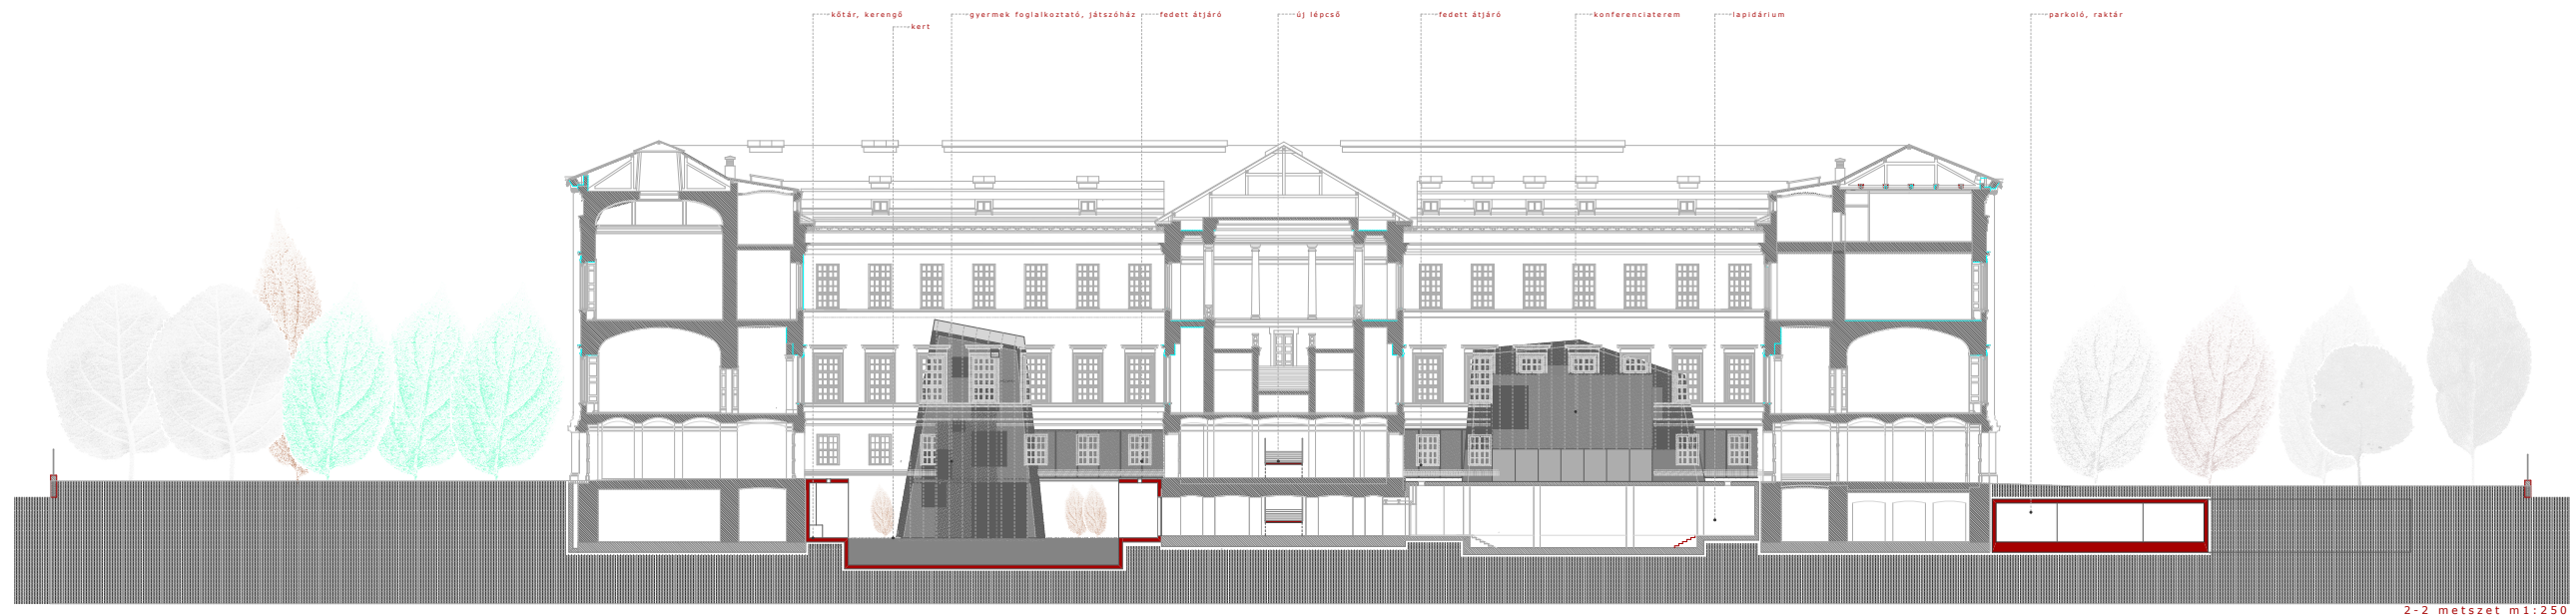 kőtár, kerengő
kert
gyermek foglalkoztató, játszóház
fedett átjáró
új lépcső
fedett átjáró
konferenciaterem
lapidárium
parkoló, raktár
2-2 metszet m1:250